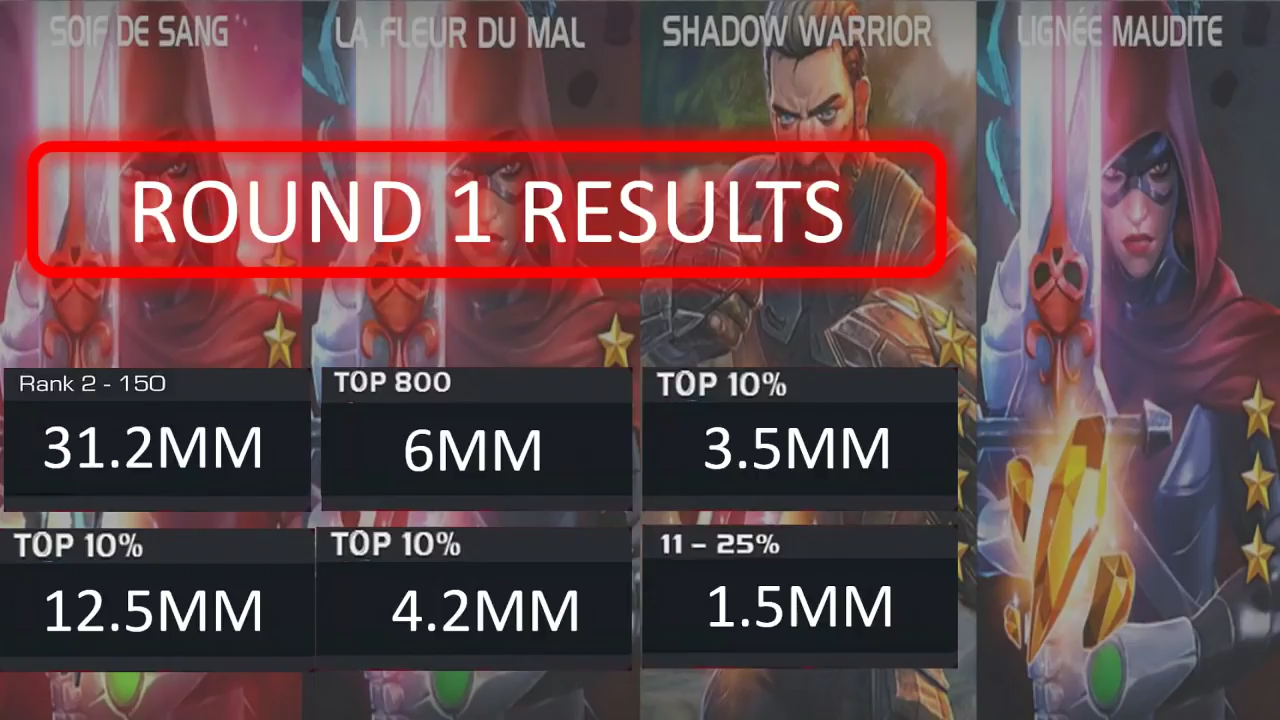 SOIF DE SANG
LA FLEUR DU MAL
SHADOW WARRIOR
LIGNÉE MAUDITE
ROUND 1 RESULTS
Rank 2 - 150
31.2MM
TOP 800
6MM
TOP 10%
3.5MM
TOP 10%
12.5MM
TOP 10%
4.2MM
11 – 25%
1.5MM